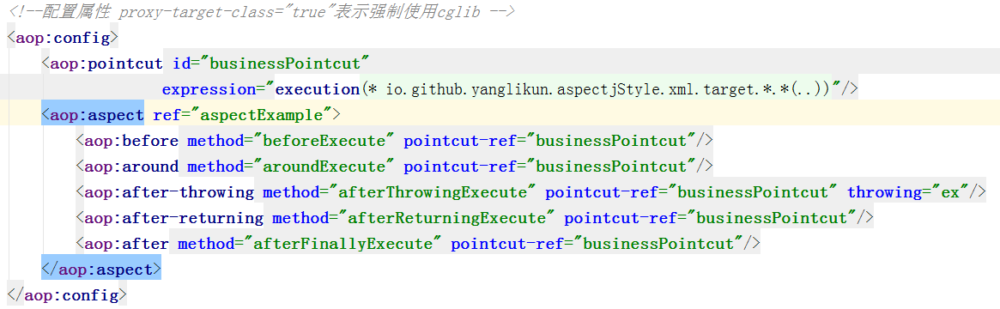 <!--配置属性 proxy-target-class="true"表示强制使用cglib -->
<aop:config>
<aop:pointcut id="businessPointcut"
expression="execution(* io.github.yanglikun.aspectjStyle.xml.target.*.*(..))"/>
<aop:aspect ref="aspectExample">
<aop:before method="beforeExecute" pointcut-ref="businessPointcut"/>
<aop:around method="aroundExecute" pointcut-ref="businessPointcut"/>
<aop:after-throwing method="afterThrowingExecute" pointcut-ref="businessPointcut" throwing="ex"/>
<aop:after-returning method="afterReturningExecute" pointcut-ref="businessPointcut"/>
<aop:after method="afterFinallyExecute" pointcut-ref="businessPointcut"/>
</aop:aspect>
</aop:config>